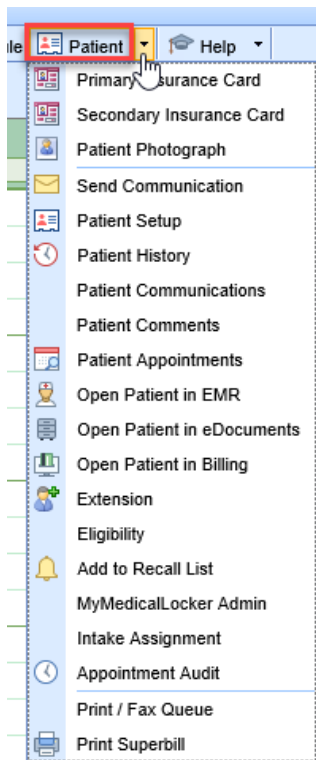 le Patient Help
Primary Insurance Card
Secondary Insurance Card
Patient Photograph
Send Communication
Patient Setup
Patient History
Patient Communications
Patient Comments
Patient Appointments
Open Patient in EMR
Open Patient in eDocuments
Open Patient in Billing
Extension
Eligibility
Add to Recall List
MyMedicalLocker Admin
Intake Assignment
Appointment Audit
Print / Fax Queue
Print Superbill